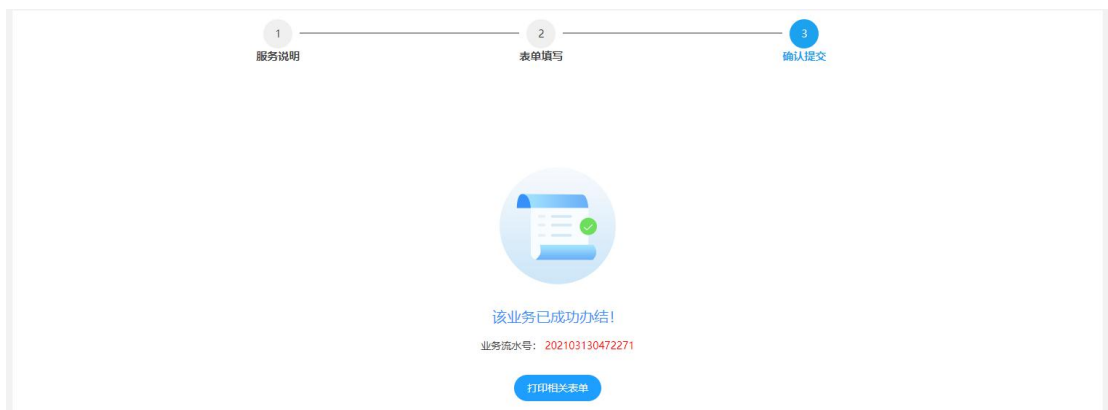 1
2
3
服务说明
表单填写
确认提交
该业务已成功办结！
业务流水号： 202103130472271
打印相关表单